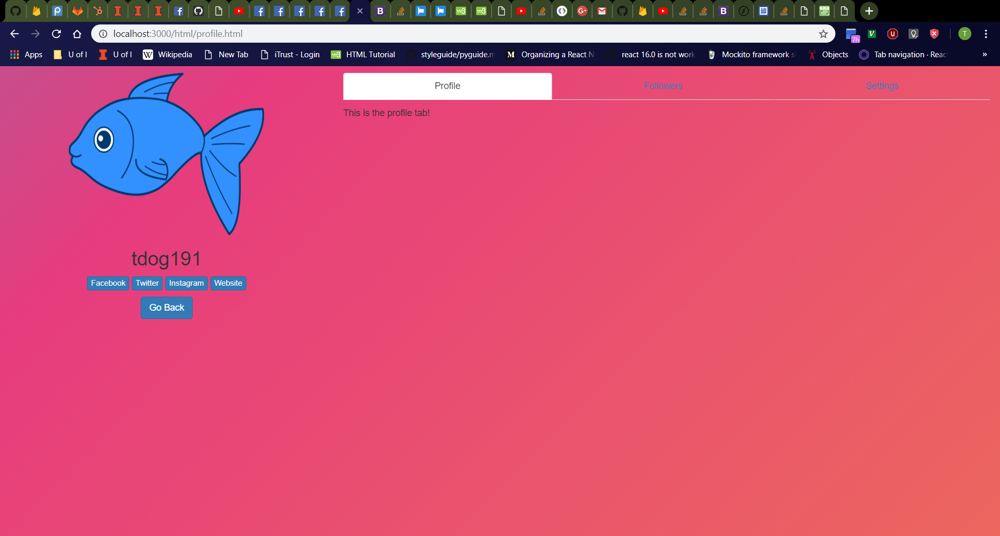 localhost:3000/html/profile.html
7h
T
Apps U of I U of I Wikipedia New Tab iTrust - Login HTML Tutorial styleguide/pyguide.m Organizing a React N react 16.0 is not work Mockito framework si Objects Tab navigation · Reac »
Profile Followers Settings
This is the profile tab!
tdog191
Facebook Twitter Instagram Website
Go Back